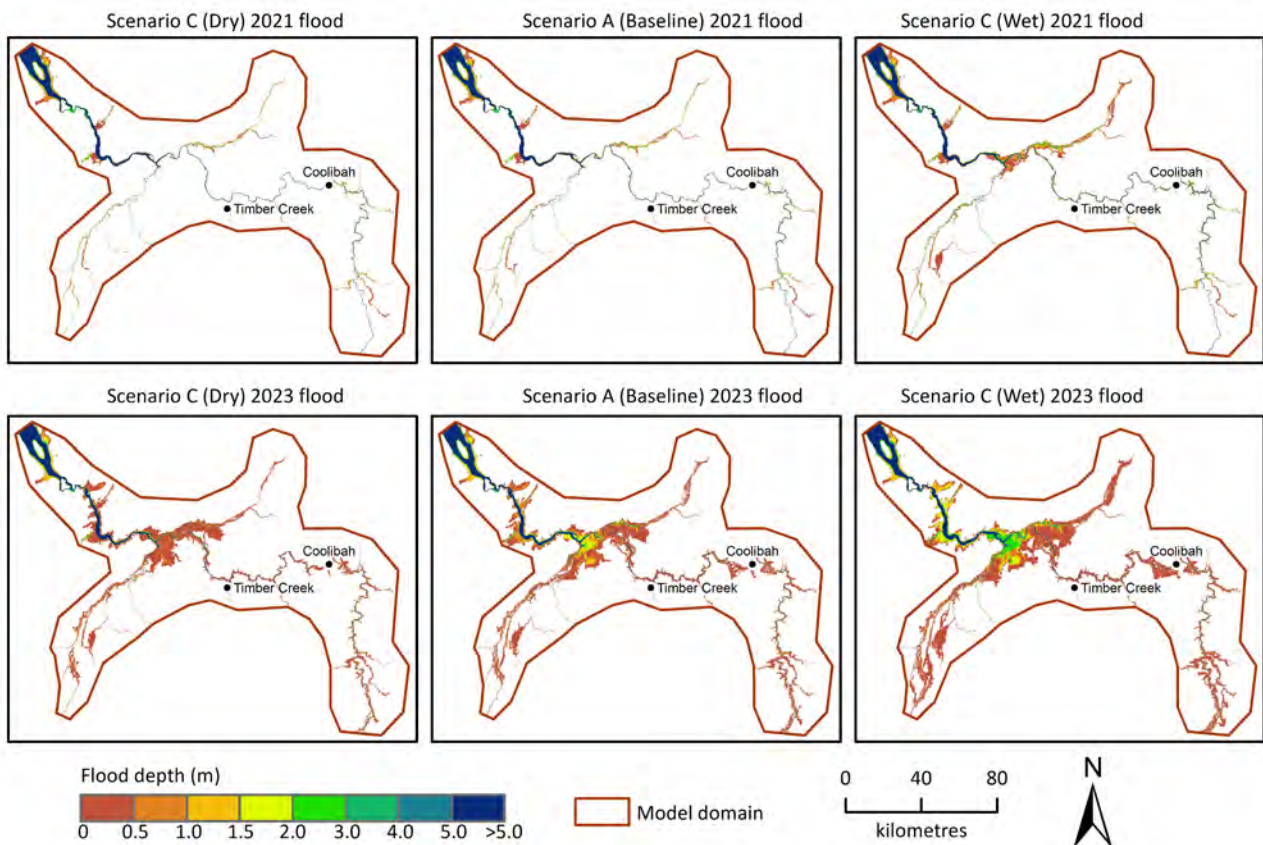 Scenario C (Dry) 2021 flood
Scenario A (Baseline) 2021 flood
Scenario C (Wet) 2021 flood
Coolibah
Timber Creek
Coolibah
Timber Creek
Coolibah
Timber Creek
Scenario C (Dry) 2023 flood
Scenario A (Baseline) 2023 flood
Scenario C (Wet) 2023 flood
Coolibah
Timber Creek
Coolibah
Timber Creek
Coolibah
Timber Creek
Flood depth (m)
0 0.5 1.0 1.5 2.0 3.0 4.0 5.0 >5.0
Model domain
0 40 80
kilometres
N